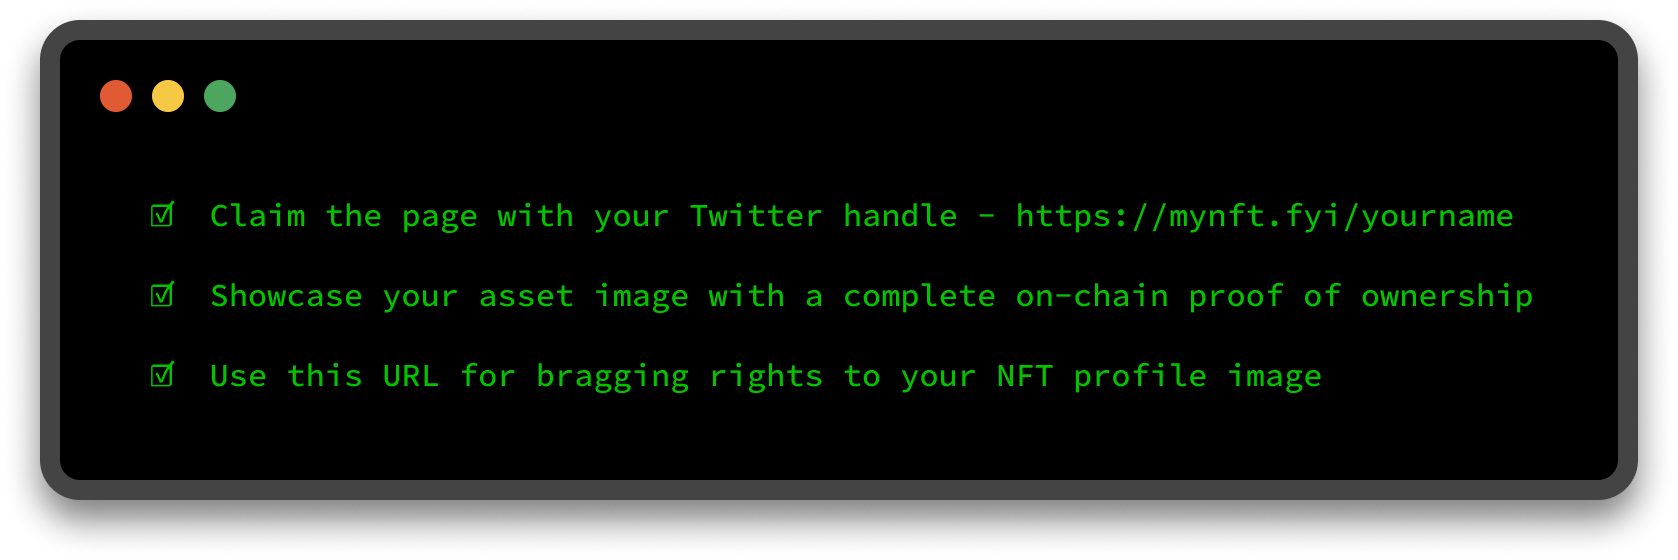 ☑ Claim the page with your Twitter handle - https://mynft.fyi/yourname
☑ Showcase your asset image with a complete on-chain proof of ownership
☑ Use this URL for bragging rights to your NFT profile image